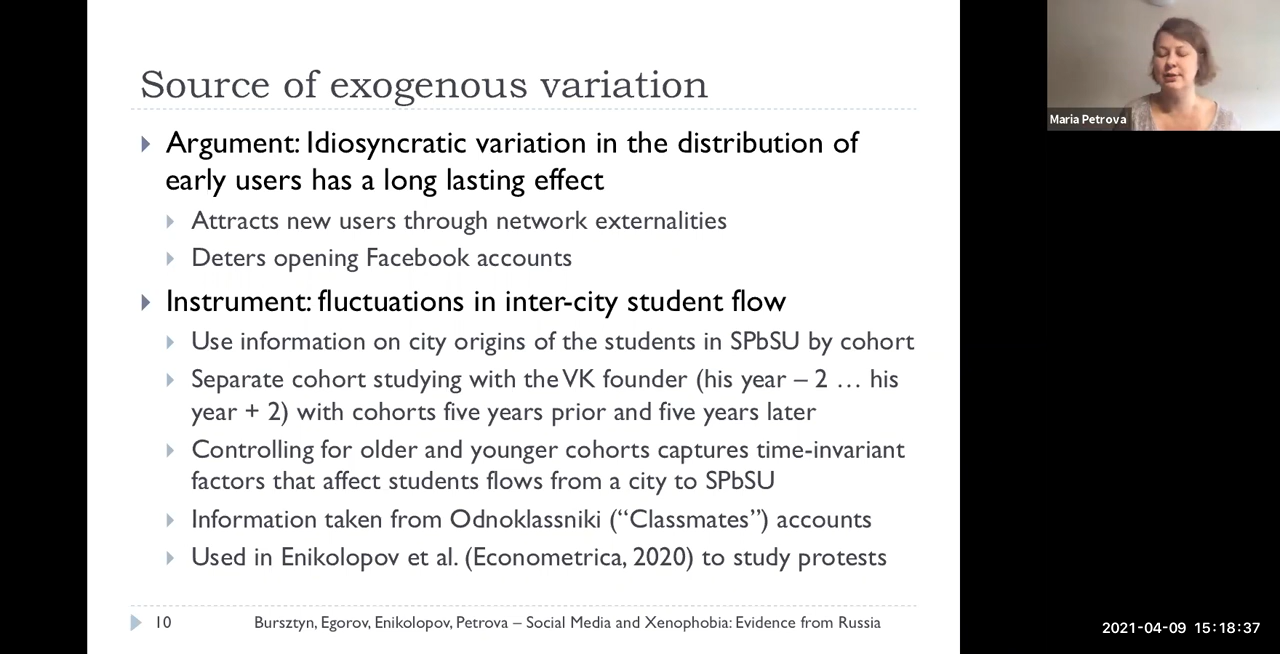 Source of exogenous variation
Argument: Idiosyncratic variation in the distribution of
early users has a long lasting effect
Attracts new users through network externalities
Deters opening Facebook accounts
Instrument: fluctuations in inter-city student flow
Use information on city origins of the students in SPbSU by cohort
Separate cohort studying with the VK founder (his year – 2 … his
year + 2) with cohorts five years prior and five years later
Controlling for older and younger cohorts captures time-invariant
factors that affect students flows from a city to SPbSU
Information taken from Odnoklassniki (“Classmates”) accounts
Used in Enikolopov et al. (Econometrica, 2020) to study protests
10 Bursztyn, Egorov, Enikolopov, Petrova – Social Media and Xenophobia: Evidence from Russia
Maria Petrova
2021-04-09 15:18:37